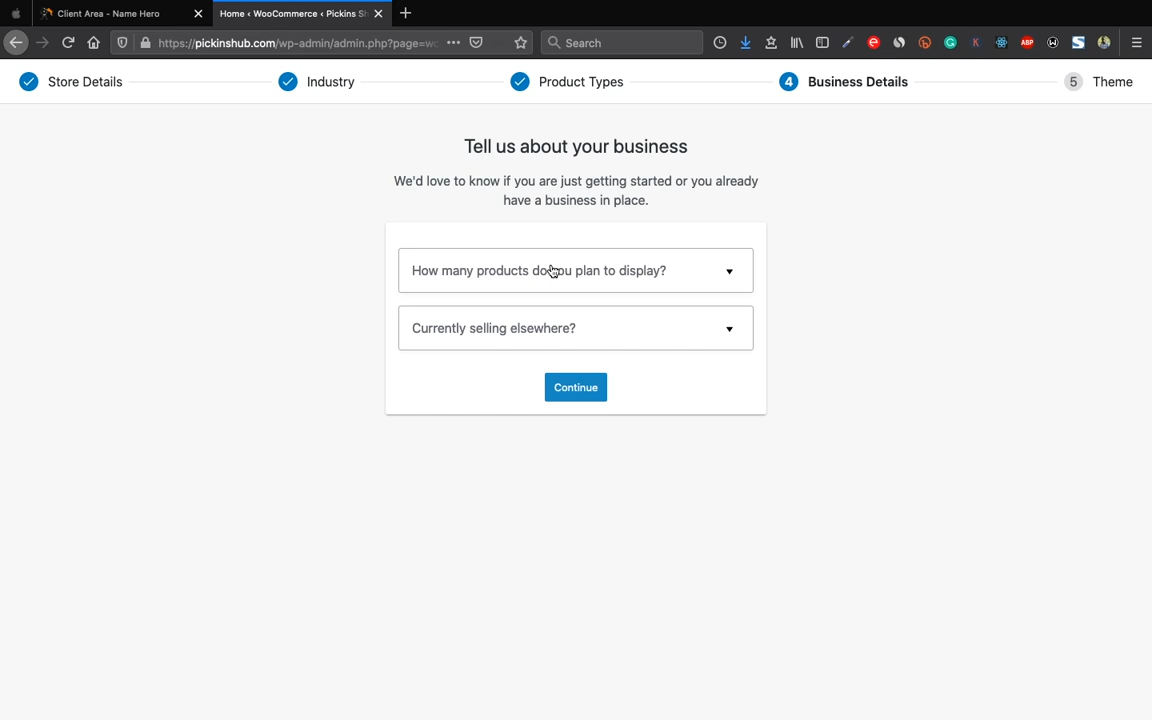 Client Area - Name Hero
Home ‹ WooCommerce ‹ Pickins Sh
https://pickinshub.com/wp-admin/admin.php?page=wc
Search
ABP
Store Details
Industry
Product Types
4 Business Details
5 Theme
Tell us about your business
We'd love to know if you are just getting started or you already
have a business in place.
How many products do you plan to display?
Currently selling elsewhere?
Continue